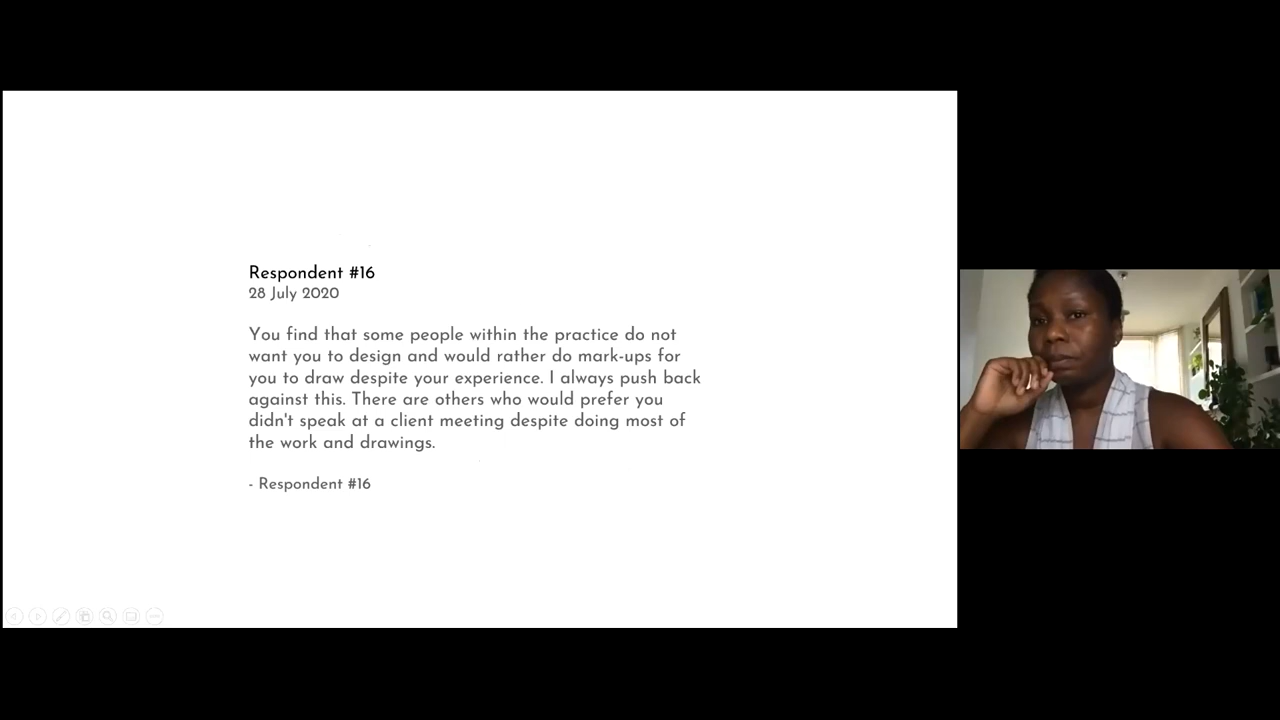 Respondent #16
28 July 2020
You find that some people within the practice do not
want you to design and would rather do mark-ups for
you to draw despite your experience. I always push back
against this. There are others who would prefer you
didn't speak at a client meeting despite doing most of
the work and drawings.
- Respondent #16